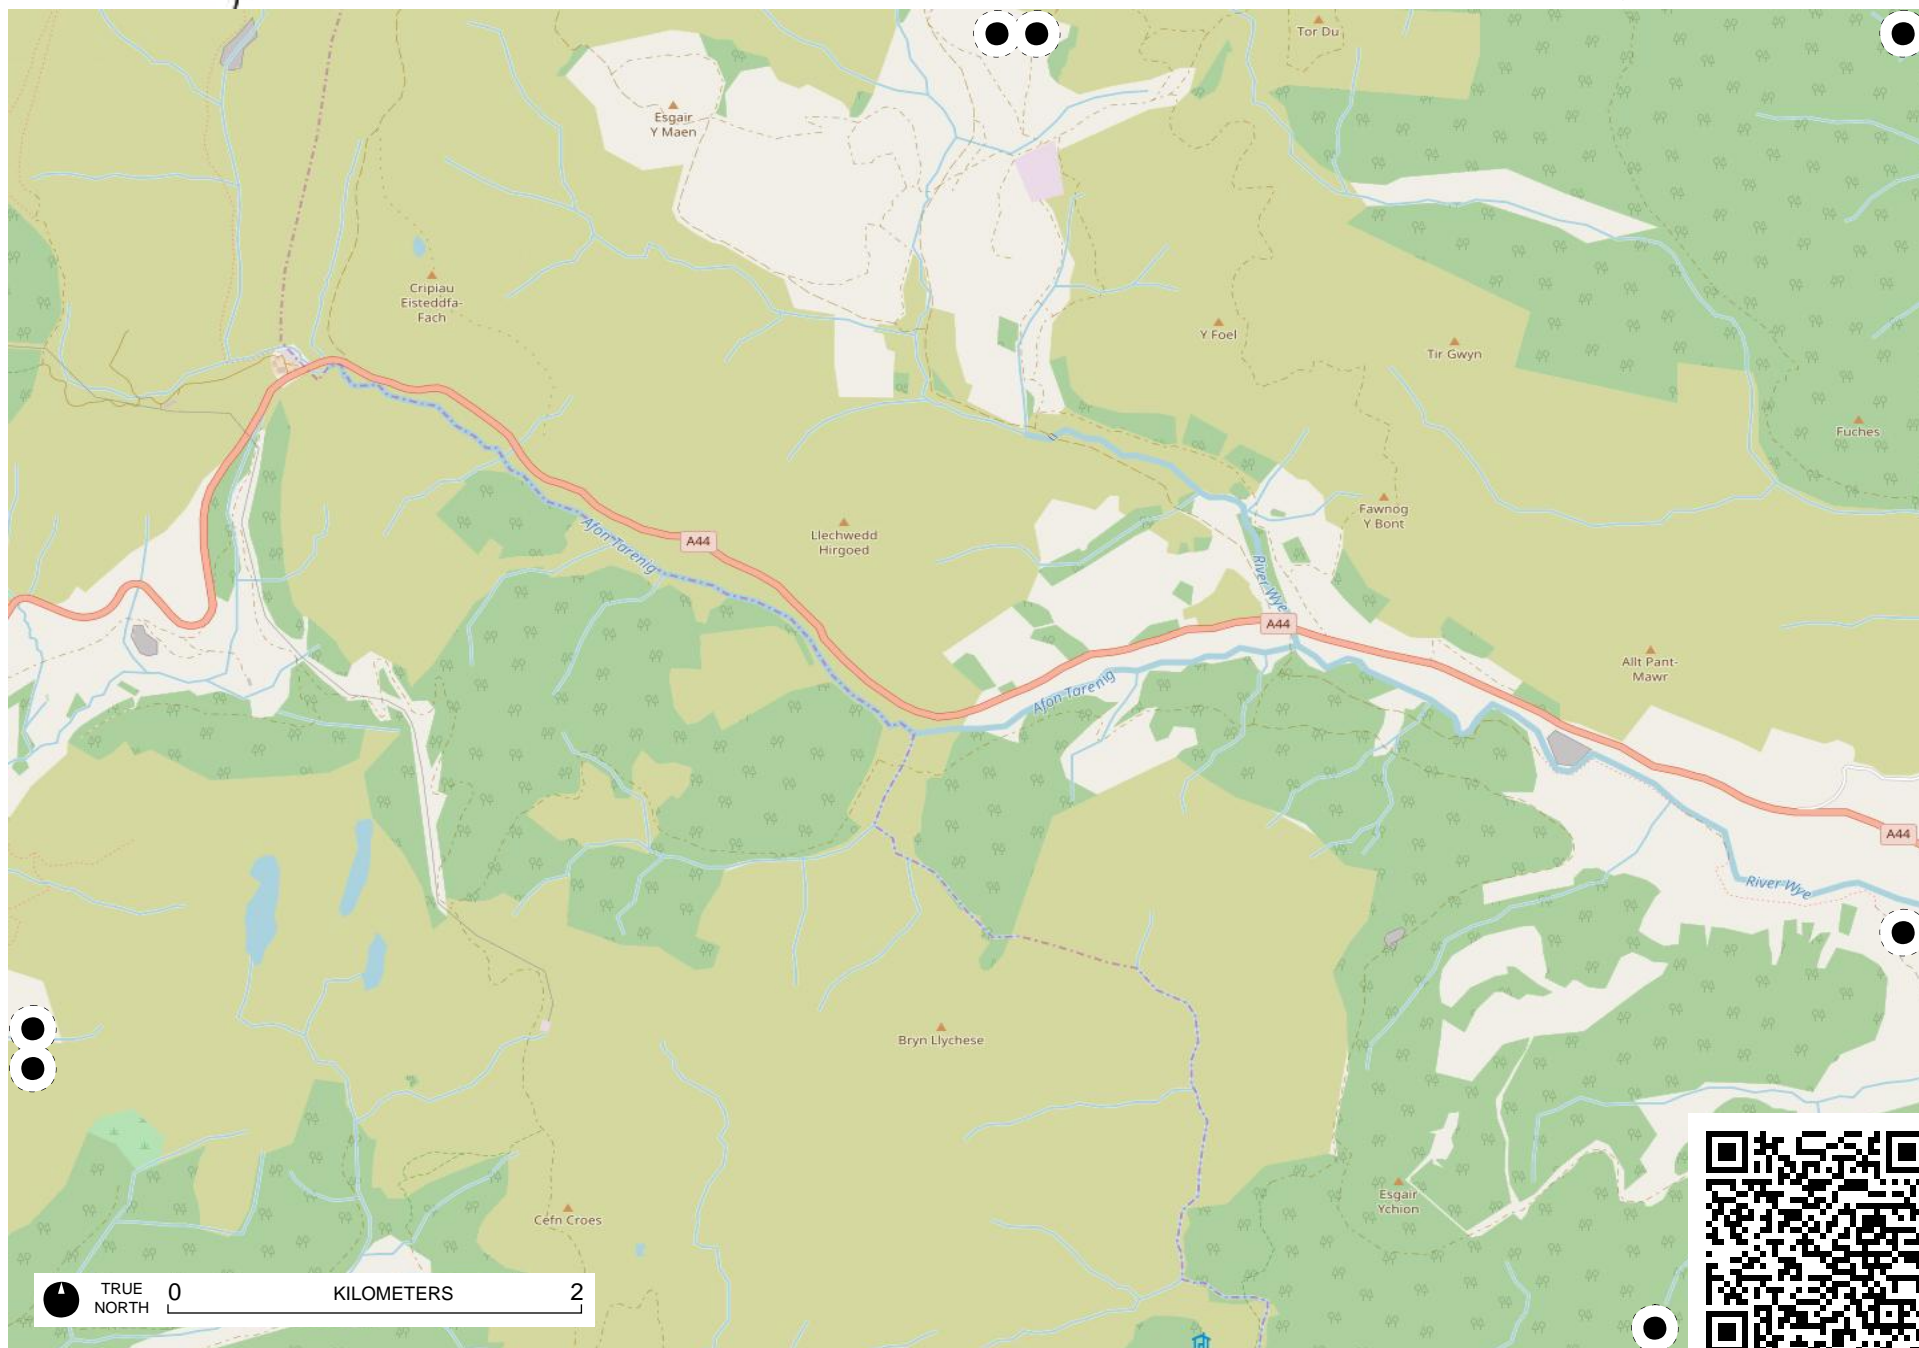 Tor Du
Esgair
Y Maen
Cripiau
Eisteddfa-
Fach
Y Foel
Tir Gwyn
Fuches
Fawnog
Y Bont
Llechwedd
Hirgoed
Afon Tarenig
A44
River Wye
A44
Allt Pant-
Mawr
Afon Tarenig
A44
River Wye
Bryn Llychese
Esgair
Ychion
Cefn Croes
TRUE
NORTH
0 KILOMETERS 2